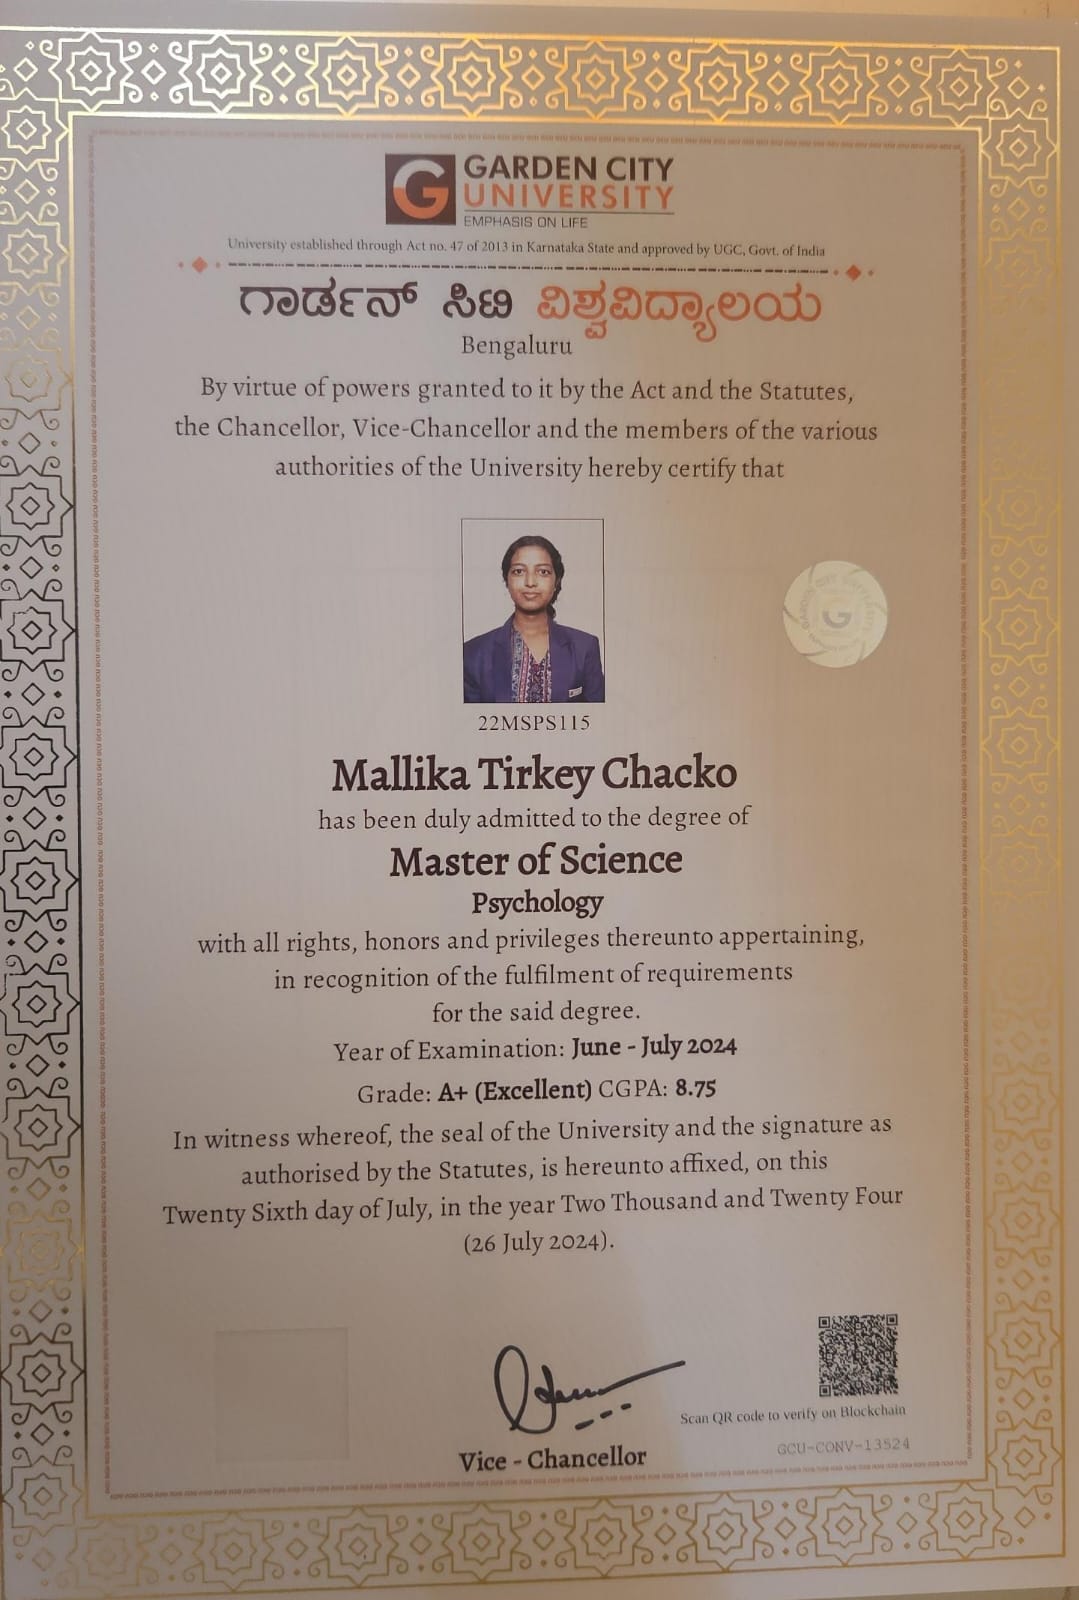 GARDEN CITY
UNIVERSITY
EMPHASIS ON LIFE
University established through Act no. 47 of 2013 in Karnataka State and approved by UGC, Govt. of India
ಗಾರ್ಡನ್ ಸಿಟಿ ವಿಶ್ವವಿದ್ಯಾಲಯ
Bengaluru
By virtue of powers granted to it by the Act and the Statutes,
the Chancellor, Vice-Chancellor and the members of the various
authorities of the University hereby certify that
22MSPS115
Mallika Tirkey Chacko
has been duly admitted to the degree of
Master of Science
Psychology
with all rights, honors and privileges thereunto appertaining,
in recognition of the fulfilment of requirements
for the said degree.
Year of Examination: June - July 2024
Grade: A+ (Excellent) CGPA: 8.75
In witness whereof, the seal of the University and the signature as
authorised by the Statutes, is hereunto affixed, on this
Twenty Sixth day of July, in the year Two Thousand and Twenty Four
(26 July 2024).
Scan QR code to verify on Blockchain
GCU-CONV-13524
Vice - Chancellor